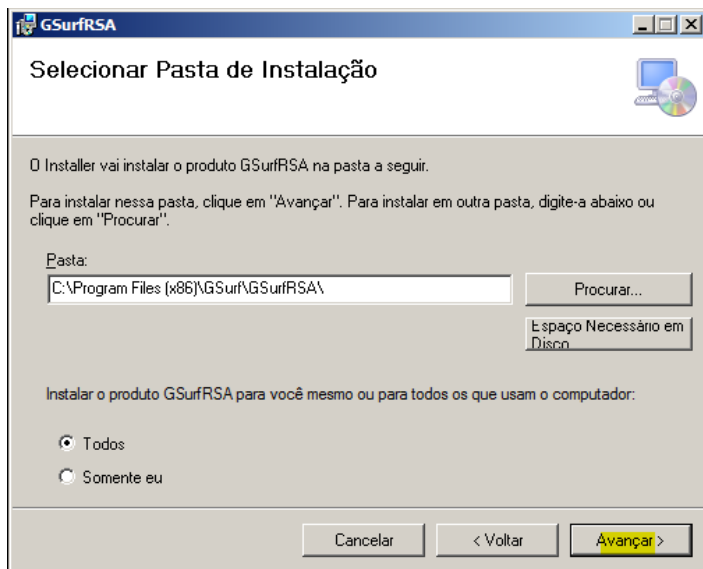 GSurfRSA
Selecionar Pasta de Instalação
O Installer vai instalar o produto GSurfRSA na pasta a seguir.
Para instalar nessa pasta, clique em "Avançar". Para instalar em outra pasta, digite-a abaixo ou
clique em "Procurar".
Pasta:
C:\Program Files (x86)\GSurf\GSurfRSA\
Procurar...
Espaço Necessário em
Disco
Instalar o produto GSurfRSA para você mesmo ou para todos os que usam o computador:
Todos
Somente eu
Cancelar
< Voltar
Avançar >